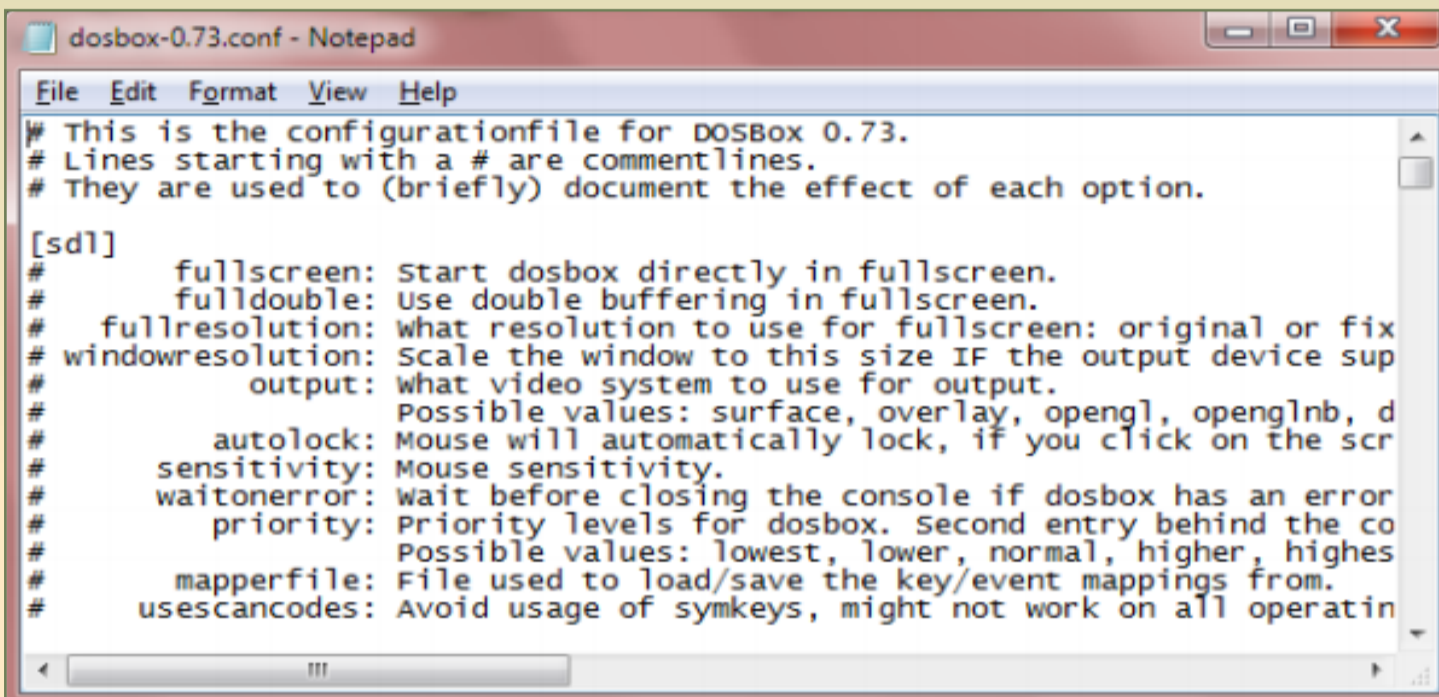 dosbox-0.73.conf - Notepad
File Edit Format View Help
# This is the configurationfile for DOSBox 0.73.
# Lines starting with a # are commentlines.
# They are used to (briefly) document the effect of each option.
[sdl]
# fullscreen: Start dosbox directly in fullscreen.
# fulldouble: Use double buffering in fullscreen.
# fullresolution: What resolution to use for fullscreen: original or fix
# windowresolution: Scale the window to this size IF the output device sup
# output: What video system to use for output.
# Possible values: surface, overlay, opengl, openglnb, d
# autolock: Mouse will automatically lock, if you click on the scr
# sensitivity: Mouse sensitivity.
# waitonerror: Wait before closing the console if dosbox has an error
# priority: Priority levels for dosbox. Second entry behind the co
# Possible values: lowest, lower, normal, higher, highes
# mapperfile: File used to load/save the key/event mappings from.
# usescancodes: Avoid usage of symkeys, might not work on all operatin